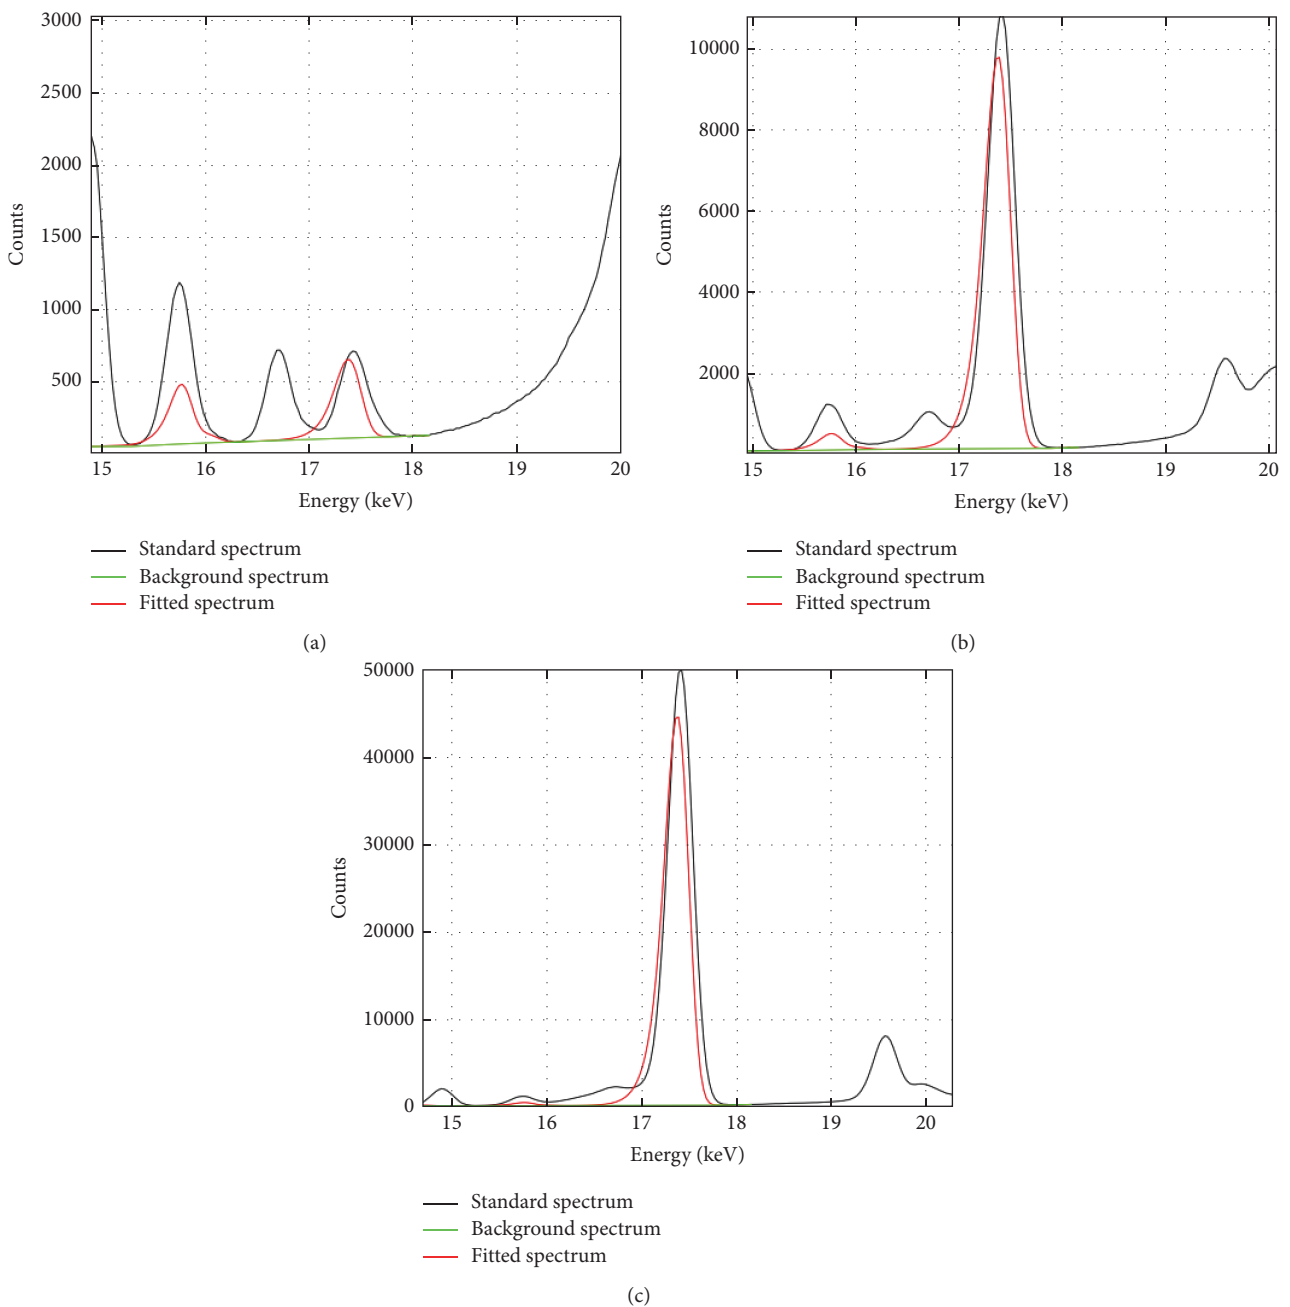 3000
2500
2000
1500
1000
500
Counts
15 16 17 18 19 20
Energy (keV)
Standard spectrum
Background spectrum
Fitted spectrum
(a)
10000
8000
6000
4000
2000
Counts
15 16 17 18 19 20
Energy (keV)
Standard spectrum
Background spectrum
Fitted spectrum
(b)
50000
40000
30000
20000
10000
0
Counts
15 16 17 18 19 20
Energy (keV)
Standard spectrum
Background spectrum
Fitted spectrum
(c)